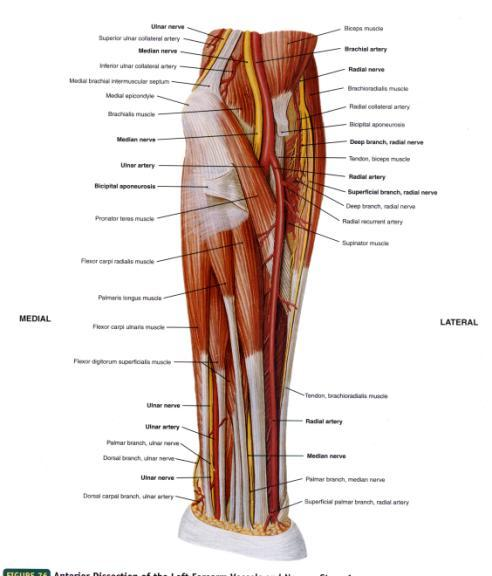 Ulnar nerve
Superior ulnar collateral artery
Median nerve
Inferior ulnar collateral artery
Medial brachial intermuscular septum
Medial epicondyle
Brachialis muscle
Median nerve
Ulnar artery
Bicipital aponeurosis
Pronator teres muscle
Flexor carpi radialis muscle
Palmaris longus muscle
MEDIAL
Flexor carpi ulnaris muscle
Flexor digitorum superficialis muscle
Ulnar nerve
Ulnar artery
Palmar branch, ulnar nerve
Dorsal branch, ulnar nerve
Ulnar nerve
Dorsal carpal branch, ulnar artery
Biceps muscle
Brachial artery
Radial nerve
Brachioradialis muscle
Radial collateral artery
Bicipital aponeurosis
Deep branch, radial nerve
Tendon, biceps muscle
Radial artery
Superficial branch, radial nerve
Deep branch, radial nerve
Radial recurrent artery
Supinator muscle
LATERAL
Tendon, brachioradialis muscle
Radial artery
Median nerve
Palmar branch, median nerve
Superficial palmar branch, radial artery
FIGURE 7.6 Anterior Dissection of the Left Forearm Vessels and Nerves